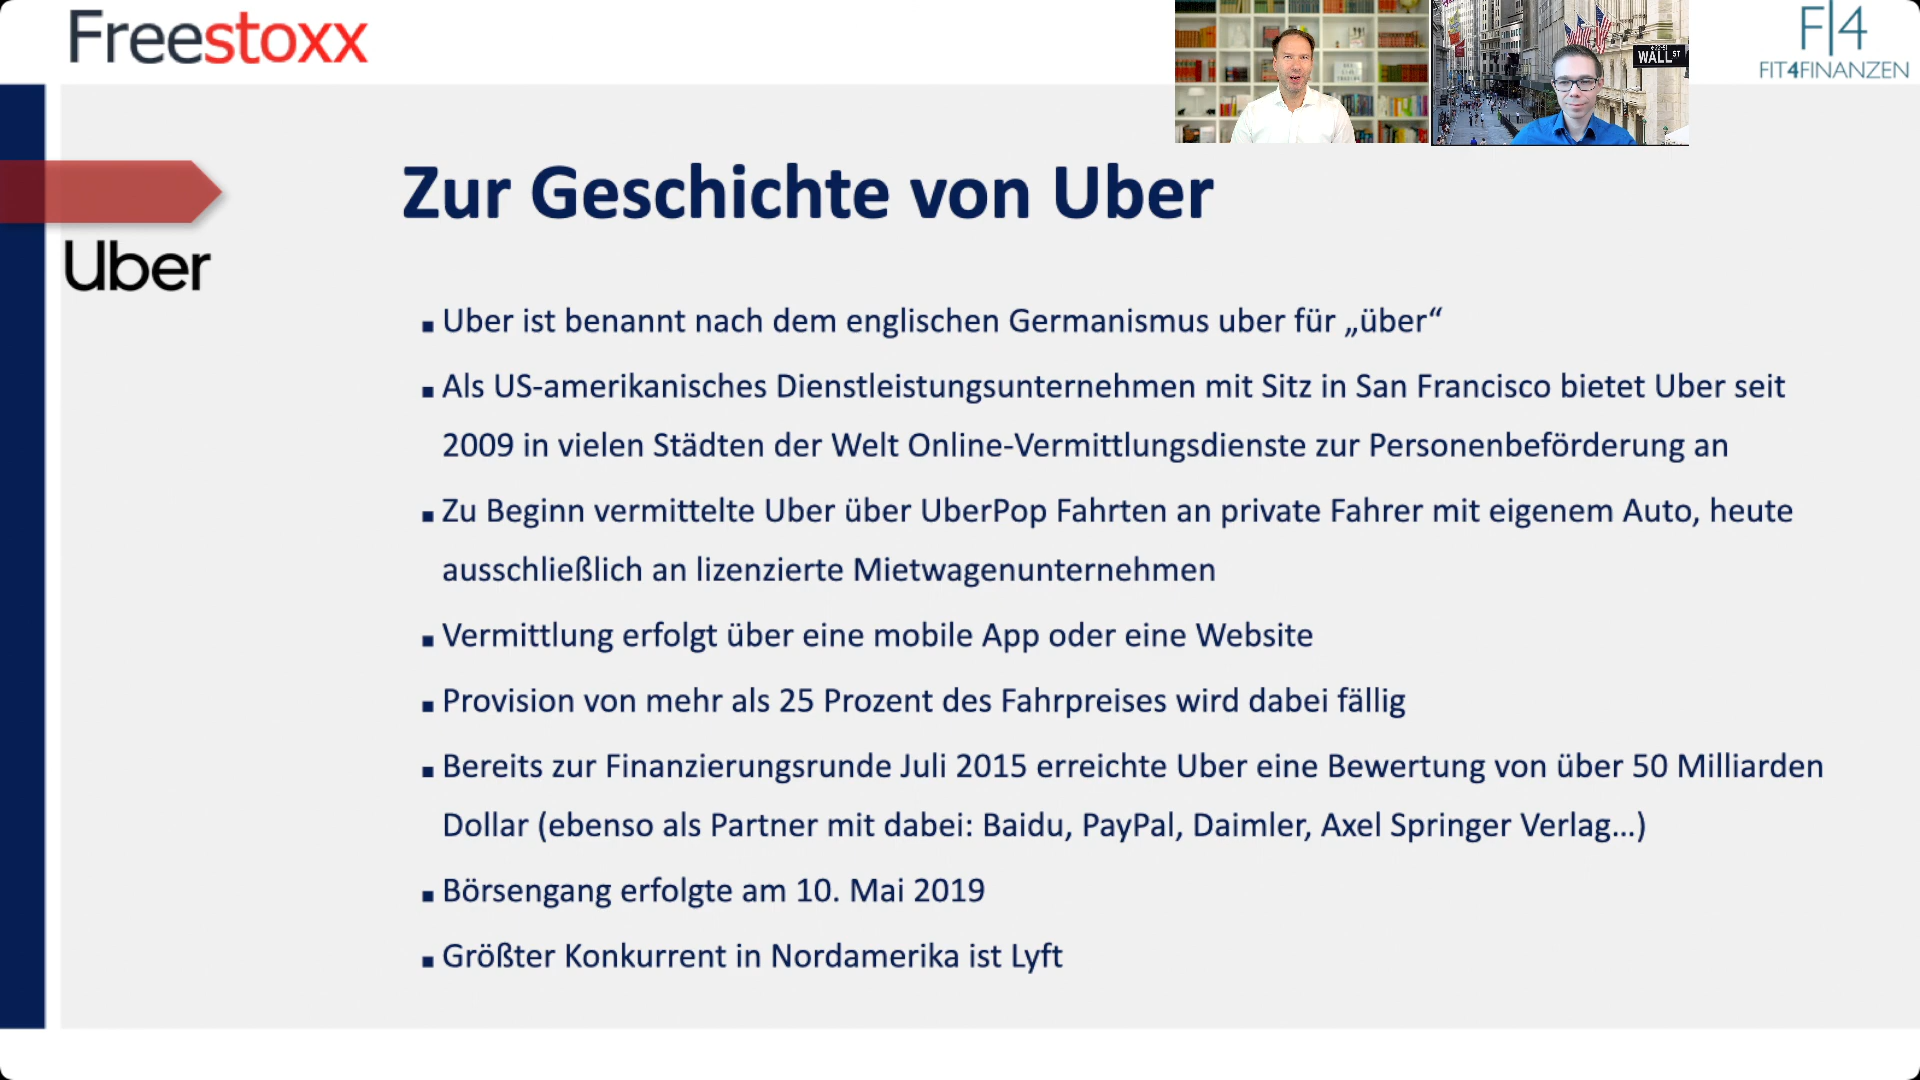 Freestoxx
WALL ST
F|4
FIT4FINANZEN
Zur Geschichte von Uber
Uber
▪ Uber ist benannt nach dem englischen Germanismus uber für „über“
▪ Als US-amerikanisches Dienstleistungsunternehmen mit Sitz in San Francisco bietet Uber seit
2009 in vielen Städten der Welt Online-Vermittlungsdienste zur Personenbeförderung an
▪ Zu Beginn vermittelte Uber über UberPop Fahrten an private Fahrer mit eigenem Auto, heute
ausschließlich an lizenzierte Mietwagenunternehmen
▪ Vermittlung erfolgt über eine mobile App oder eine Website
▪ Provision von mehr als 25 Prozent des Fahrpreises wird dabei fällig
▪ Bereits zur Finanzierungsrunde Juli 2015 erreichte Uber eine Bewertung von über 50 Milliarden
Dollar (ebenso als Partner mit dabei: Baidu, PayPal, Daimler, Axel Springer Verlag...)
▪ Börsengang erfolgte am 10. Mai 2019
▪ Größter Konkurrent in Nordamerika ist Lyft